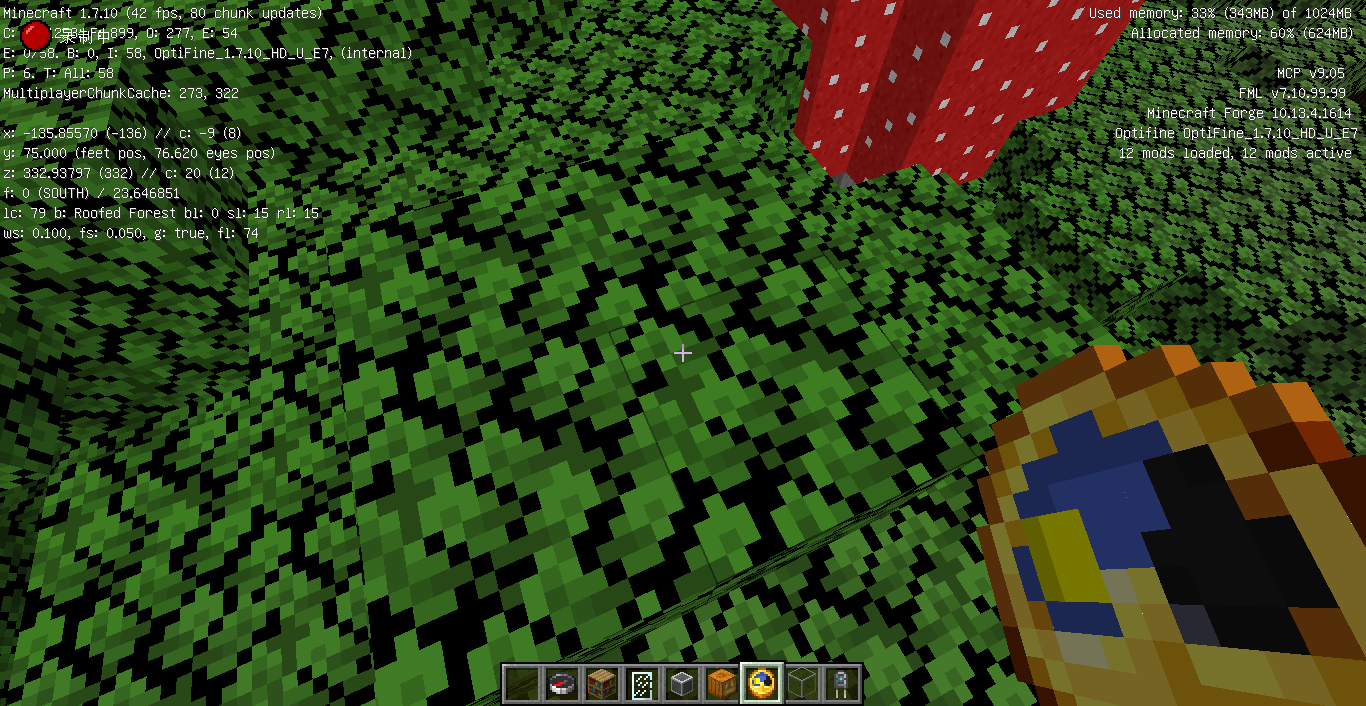 Minecraft 1.7.10 (42 fps, 80 chunk updates)
E: 0/58. B: 0, I: 58, OptiFine_1.7.10_HD_U_E7, (internal)
P: 6. T: All: 58
MultiplayerChunkCache: 273, 322
x: -135.85570 (-136) // c: -9 (8)
y: 75.000 (feet pos, 76.620 eyes pos)
z: 332.93797 (332) // c: 20 (12)
f: 0 (SOUTH) / 23.646851
lc: 79 b: Roofed Forest bl: 0 sl: 15 rl: 15
ws: 0.100, fs: 0.050, g: true, fl: 74
Used memory: 33% (343MB) of 1024MB
Allocated memory: 60% (624MB)
MCP v9.05
FML v7.10.99.99
Minecraft Forge 10.13.4.1614
Optifine OptiFine_1.7.10_HD_U_E7
12 mods loaded, 12 mods active